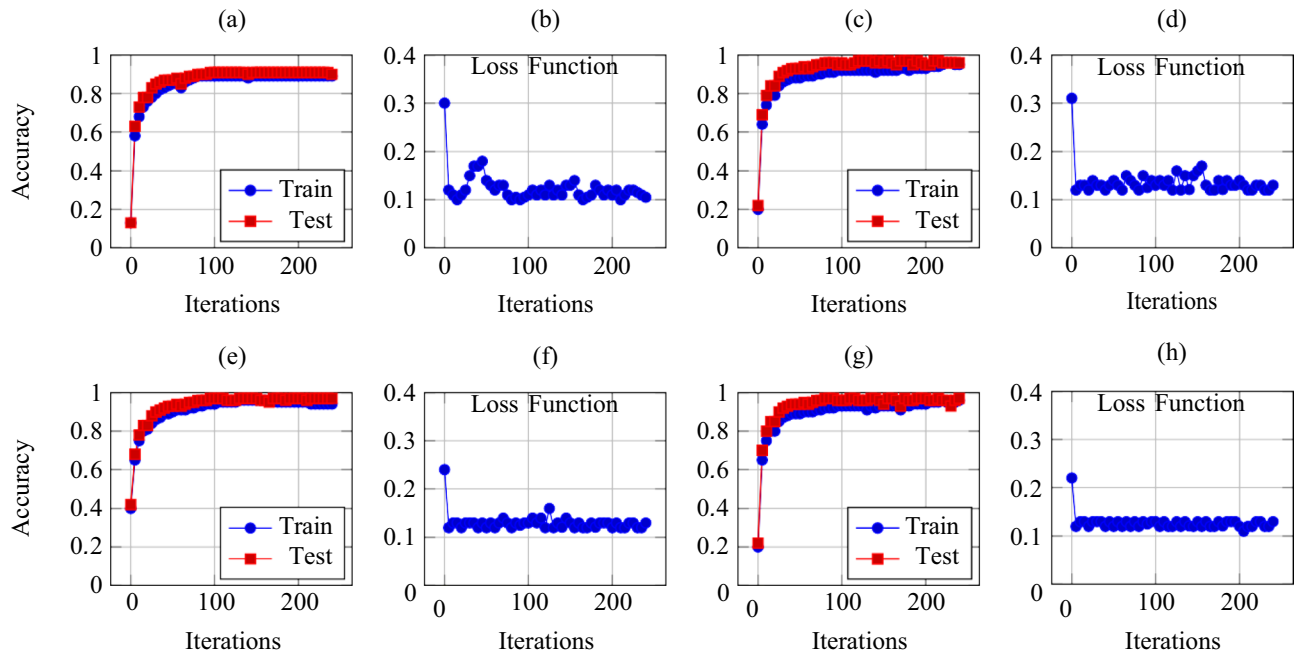 (a)
(b)
(c)
(d)
Accuracy
1
0.8
0.6
0.4
0.2
0
Train
Test
0
100
200
Iterations
0.4
0.3
0.2
0.1
0
Loss Function
0
100
200
Iterations
1
0.8
0.6
0.4
0.2
0
Train
Test
0
100
200
Iterations
0.4
0.3
0.2
0.1
0
Loss Function
0
100
200
Iterations
(e)
(f)
(g)
(h)
Accuracy
1
0.8
0.6
0.4
0.2
0
Train
Test
0
100
200
Iterations
0.4
0.3
0.2
0.1
0
Loss Function
0
100
200
Iterations
1
0.8
0.6
0.4
0.2
0
Train
Test
0
100
200
Iterations
0.4
0.3
0.2
0.1
0
Loss Function
0
100
200
Iterations